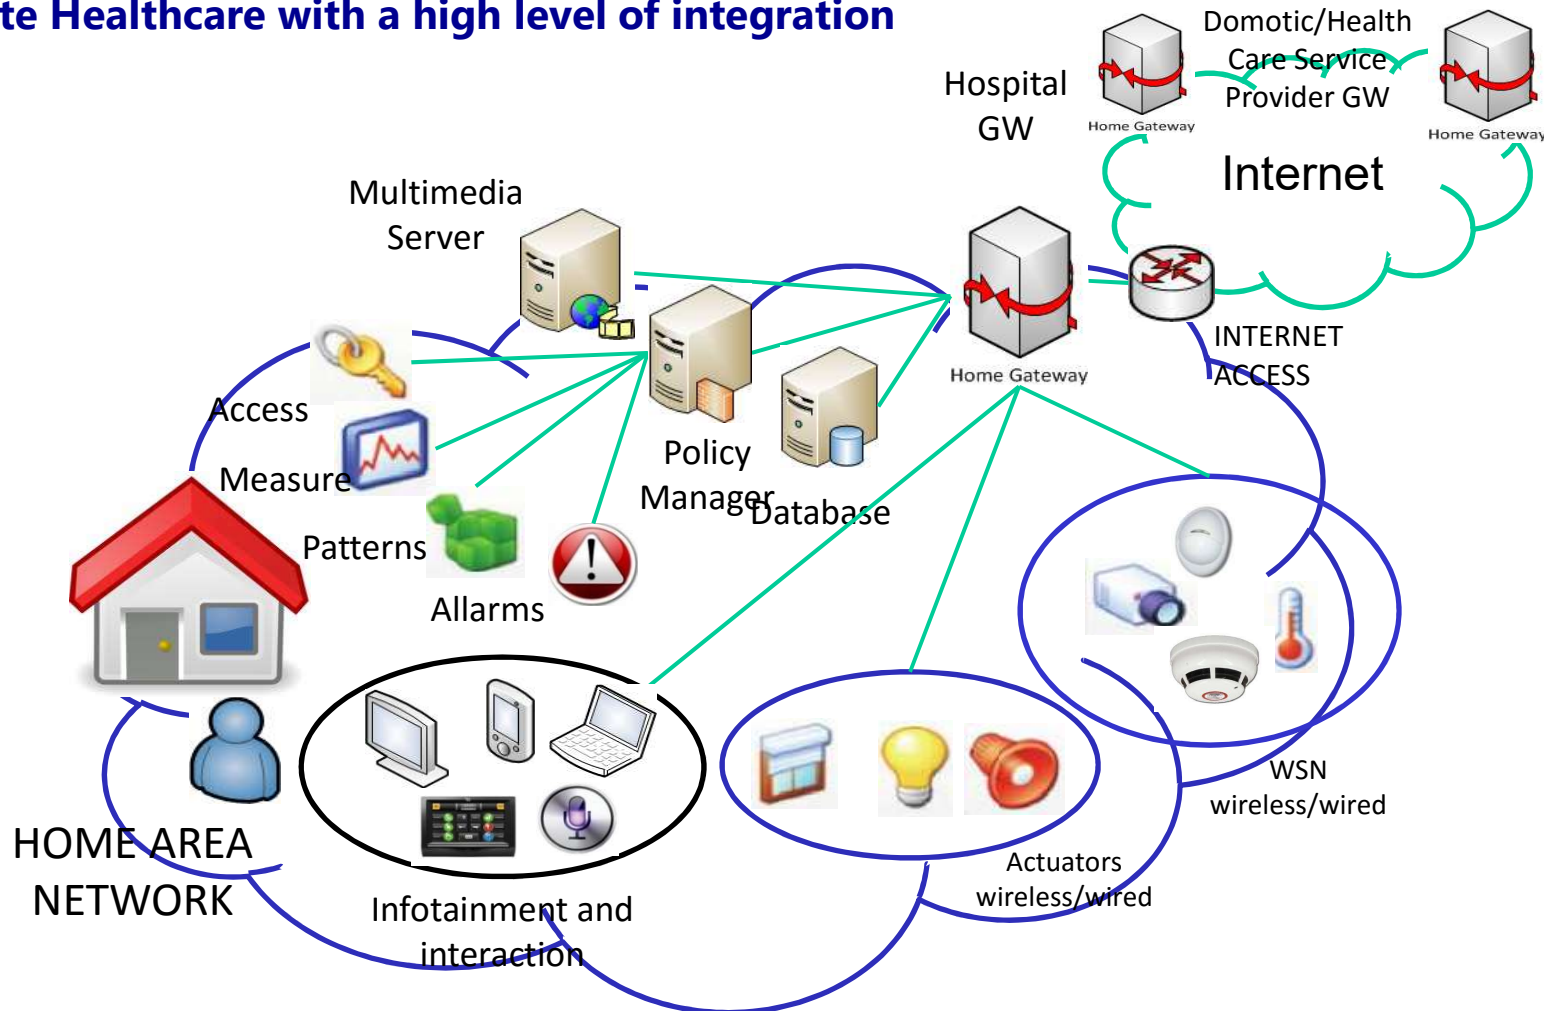 te Healthcare with a high level of integration
Domotic/Health
Care Service
Provider GW
Hospital
GW
Home Gateway
Home Gateway
Internet
Multimedia
Server
INTERNET
ACCESS
Home Gateway
Access
Policy
Manager
Measure
Database
Patterns
Allarms
WSN
wireless/wired
HOME AREA
NETWORK
Actuators
wireless/wired
Infotainment and
interaction